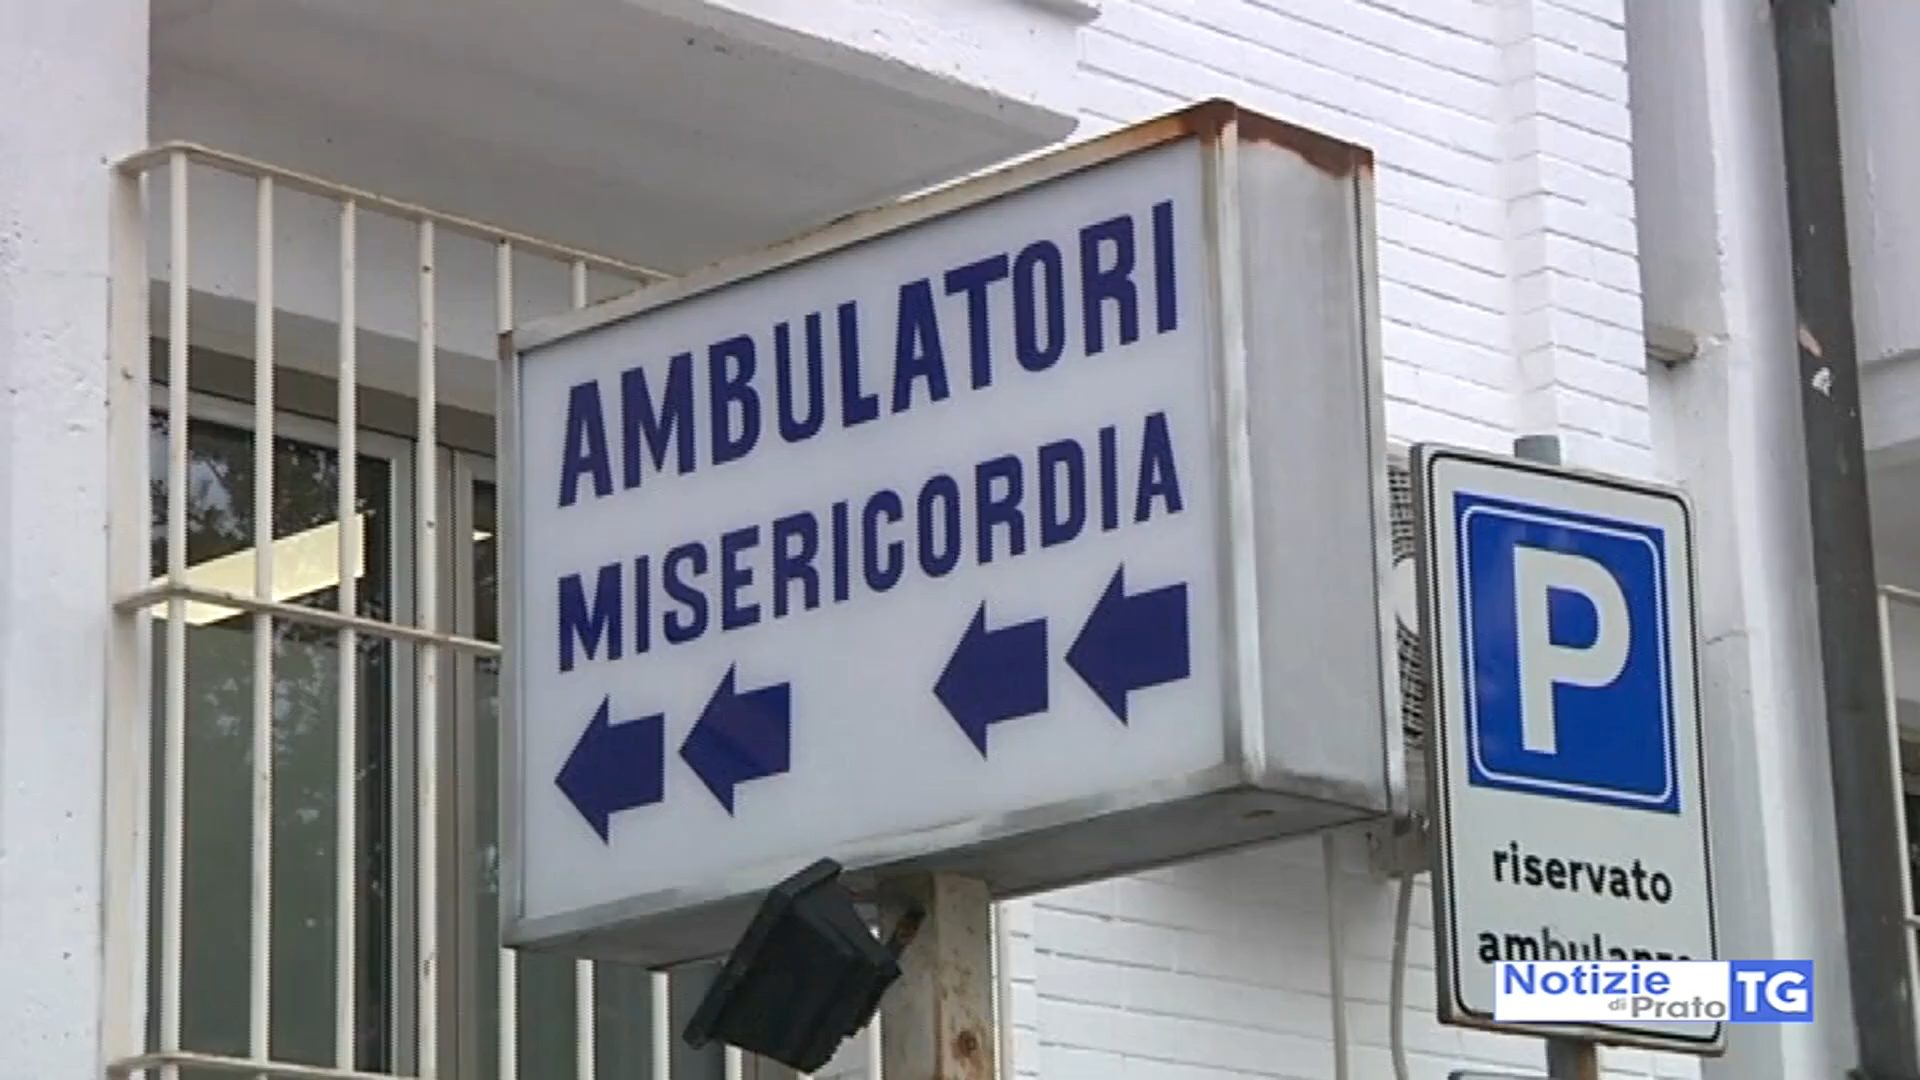 AMBULATORI
MISERICORDIA
P
riservato
Notizie
di Prato
TG